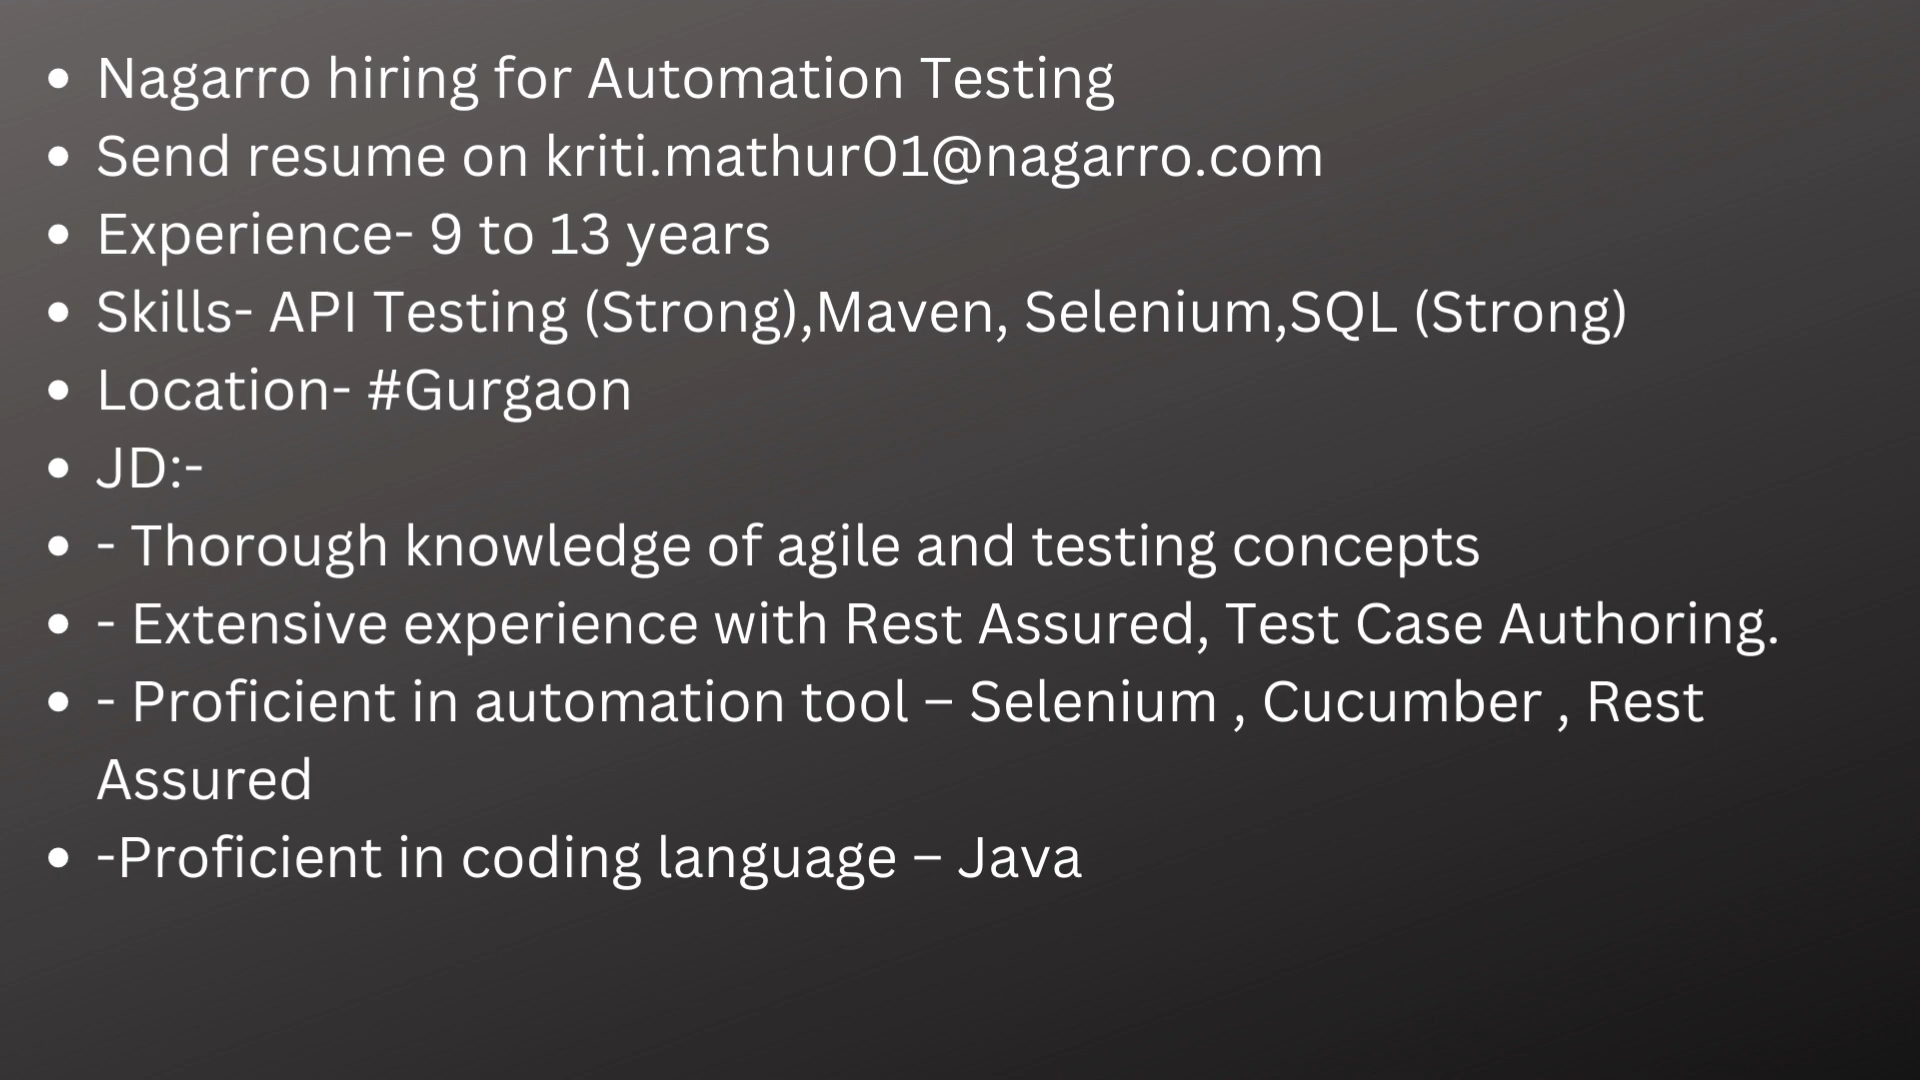 • Nagarro hiring for Automation Testing
• Send resume on kriti.mathur01@nagarro.com
• Experience- 9 to 13 years
• Skills- API Testing (Strong),Maven, Selenium,SQL (Strong)
• Location- #Gurgaon
• JD:-
• - Thorough knowledge of agile and testing concepts
• - Extensive experience with Rest Assured, Test Case Authoring.
• - Proficient in automation tool – Selenium , Cucumber , Rest
Assured
• -Proficient in coding language – Java